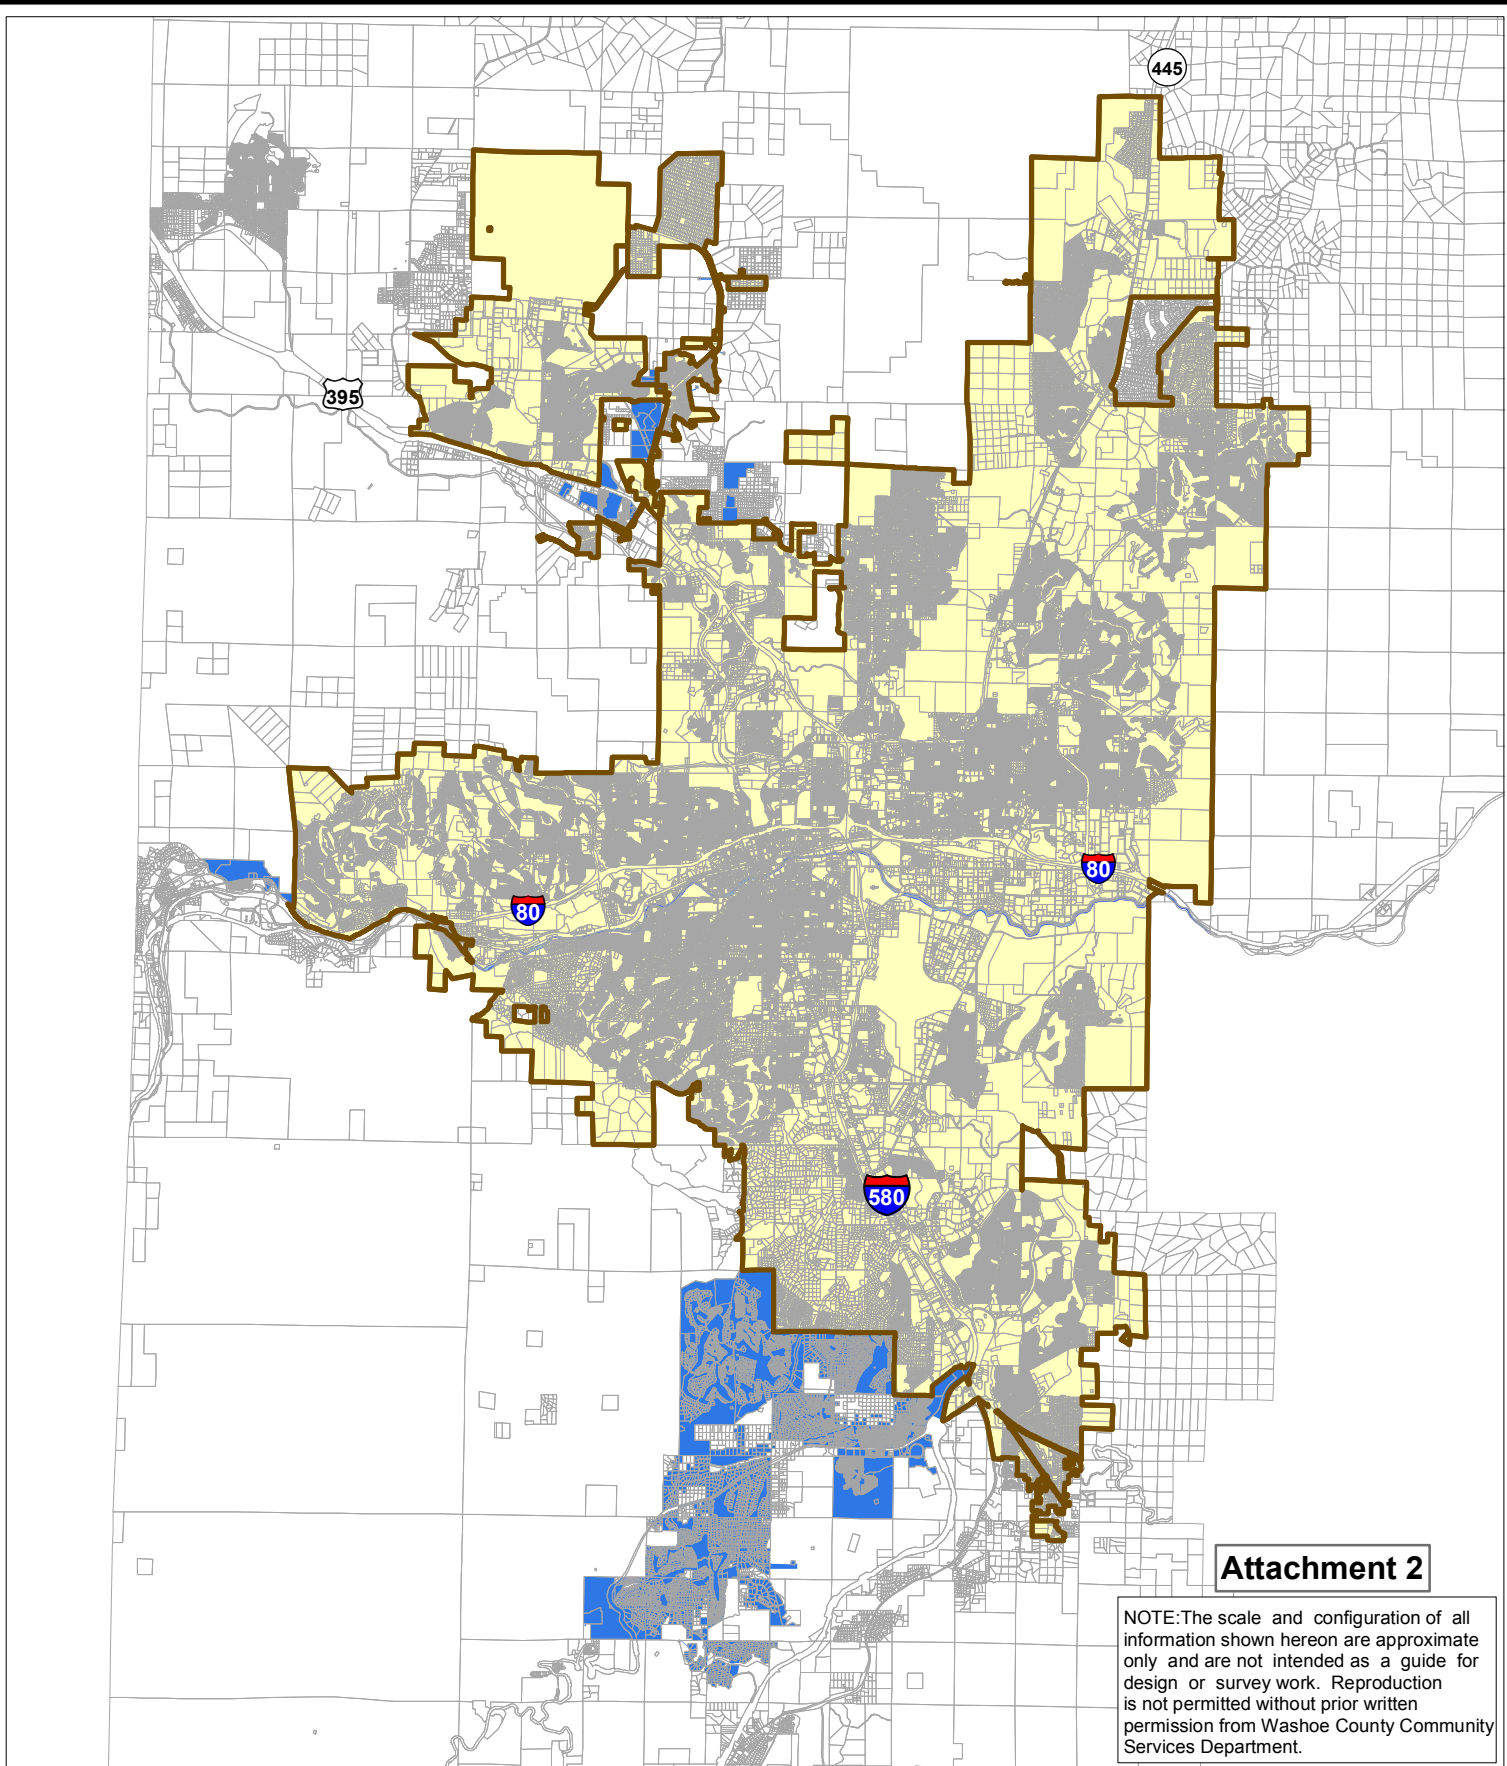 445
395
80
80
580
Attachment 2
NOTE:The scale and configuration of all
information shown hereon are approximate
only and are not intended as a guide for
design or survey work. Reproduction
is not permitted without prior written
permission from Washoe County Community
Services Department.